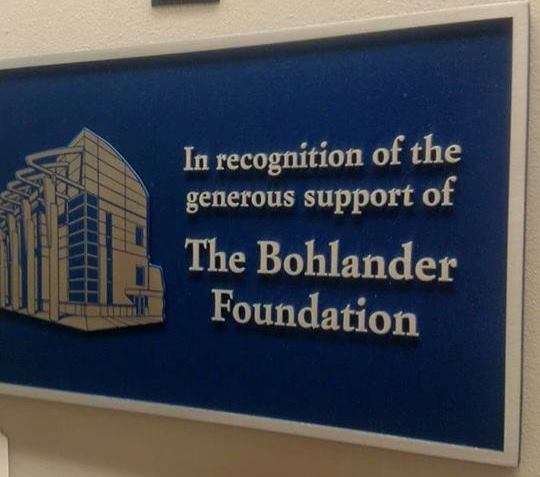 In recognition of the
generous support of
The Bohlander
Foundation